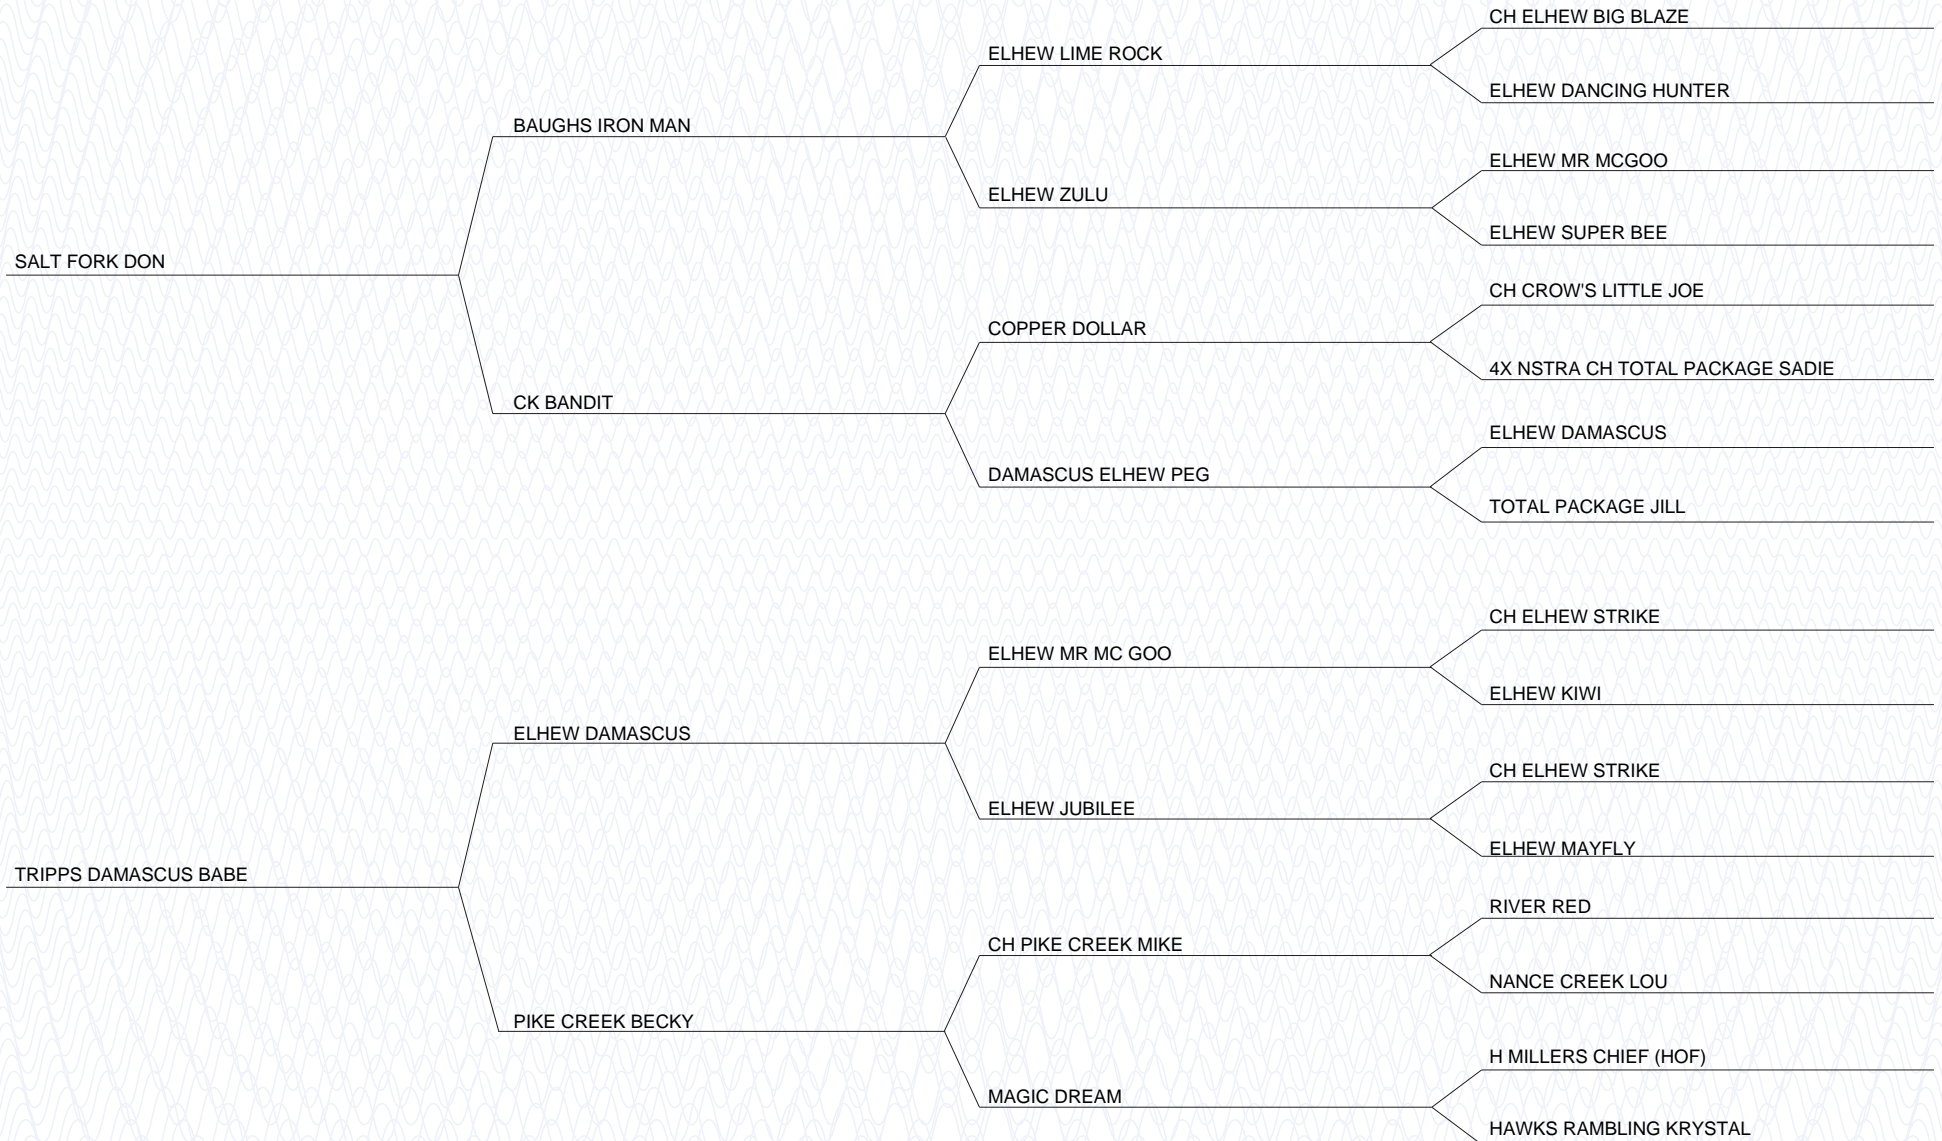 CH ELHEW BIG BLAZE
ELHEW LIME ROCK
ELHEW DANCING HUNTER
BAUGHS IRON MAN
ELHEW MR MCGOO
ELHEW ZULU
ELHEW SUPER BEE
SALT FORK DON
CH CROW'S LITTLE JOE
COPPER DOLLAR
4X NSTRA CH TOTAL PACKAGE SADIE
CK BANDIT
ELHEW DAMASCUS
DAMASCUS ELHEW PEG
TOTAL PACKAGE JILL
CH ELHEW STRIKE
ELHEW MR MC GOO
ELHEW KIWI
ELHEW DAMASCUS
CH ELHEW STRIKE
ELHEW JUBILEE
ELHEW MAYFLY
TRIPPS DAMASCUS BABE
RIVER RED
CH PIKE CREEK MIKE
NANCE CREEK LOU
PIKE CREEK BECKY
H MILLERS CHIEF (HOF)
MAGIC DREAM
HAWKS RAMBLING KRYSTAL